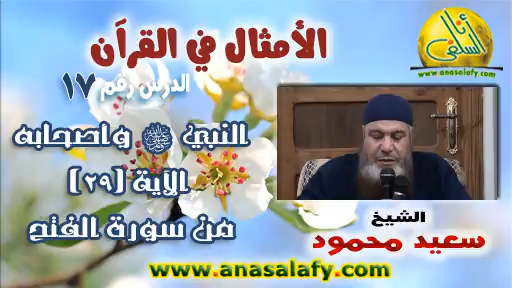 الأمثال في القرآن
الدرس رقم ١٧
النبي ﷺ وأصحابه
الآية (٢٩)
من سورة الفتح
أنا السلفي
www.anasalafy.com
الشيخ
سعيد محمود
www.anasalafy.com